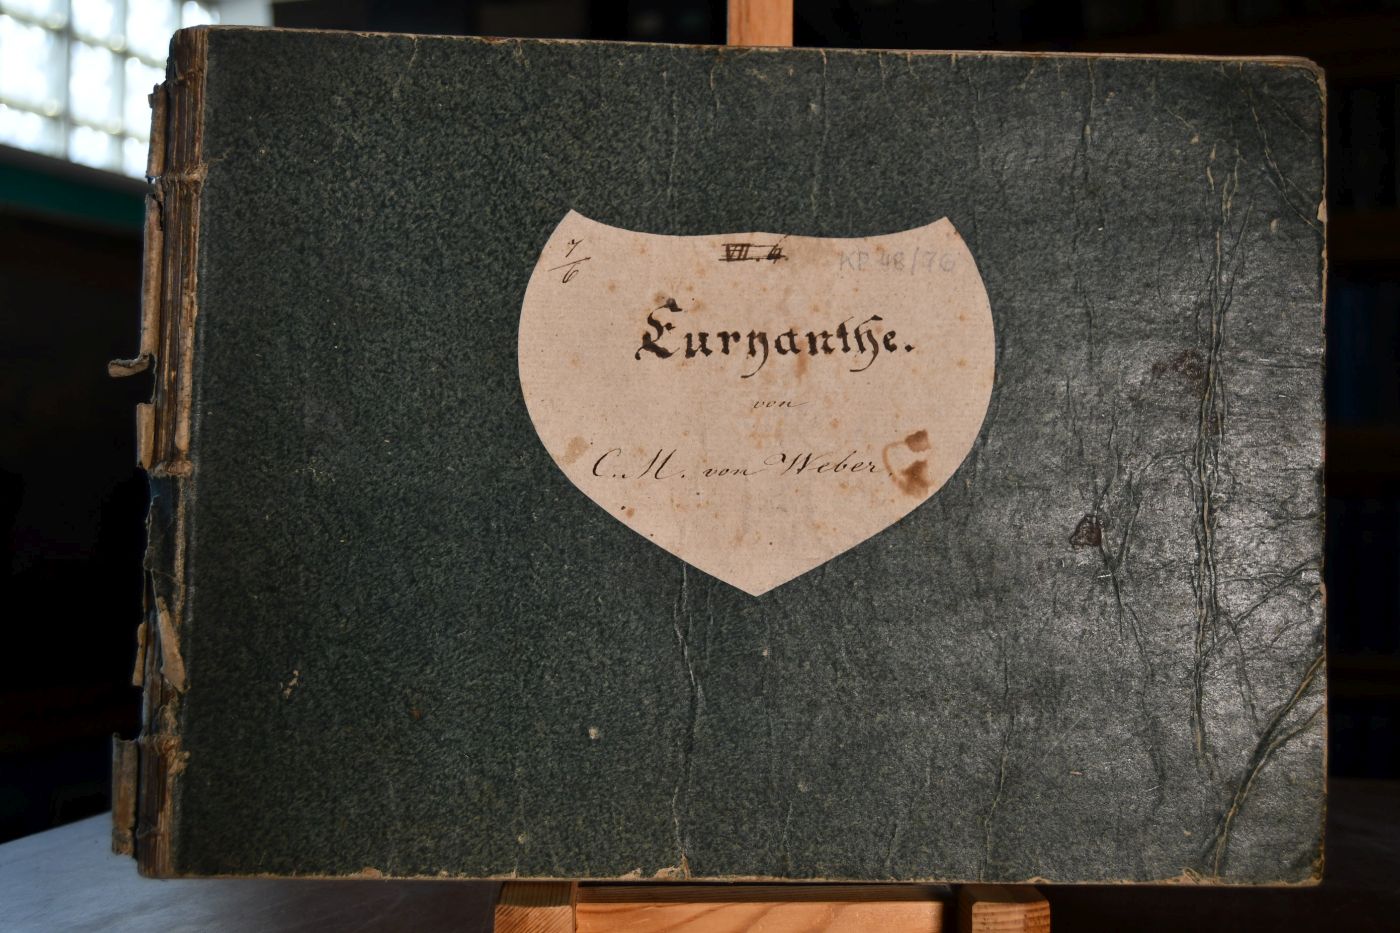 7/6
VII. 4
KP 48/76
Euryanthe.
von
C. M. von Weber.